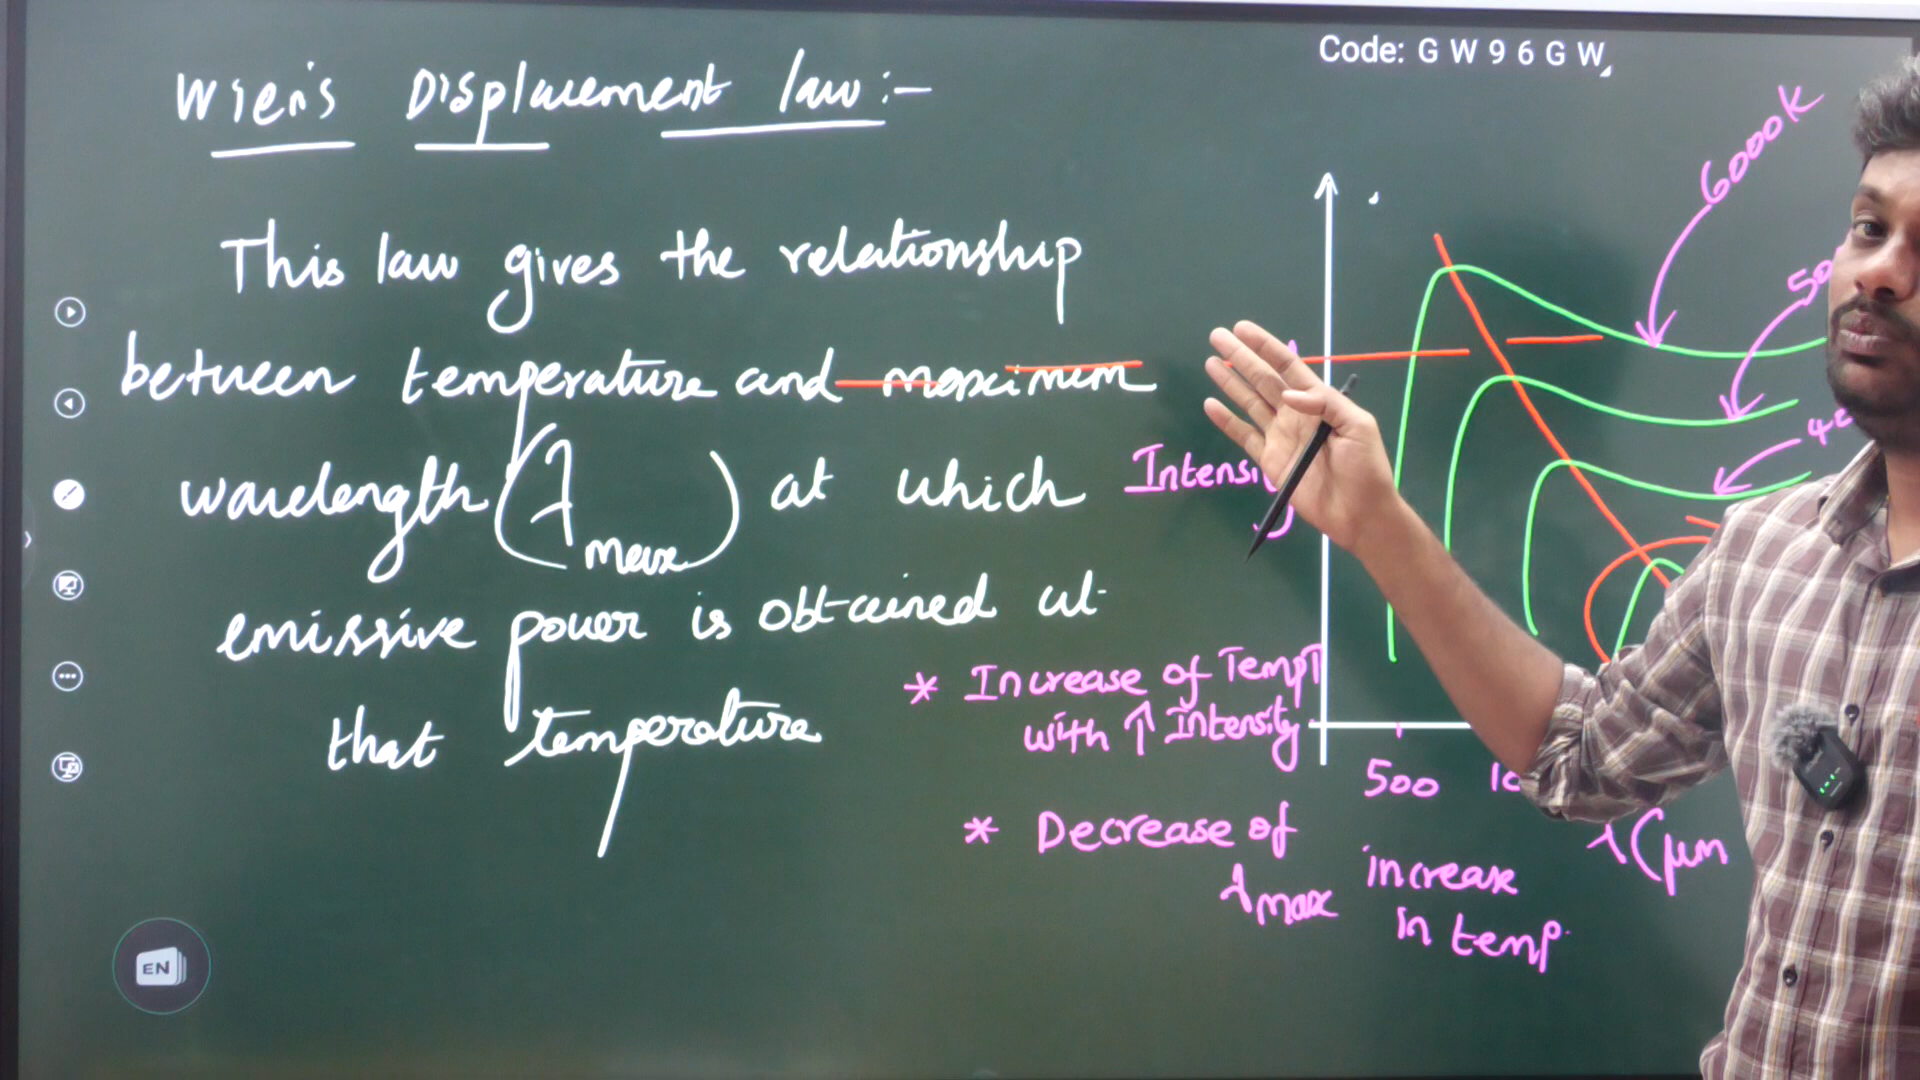 Code: G W 9 6 G W
Wien's Displacement law :-
This law gives the relationship
between temperature and maximum
wavelength (λmax) at which
emissive power is obtained at
that temperature
6000K
Intensity
* Increase of Temp
with ↑ Intensity
* Decrease of
λmax increase
in temp.
500
λ(μm
EN